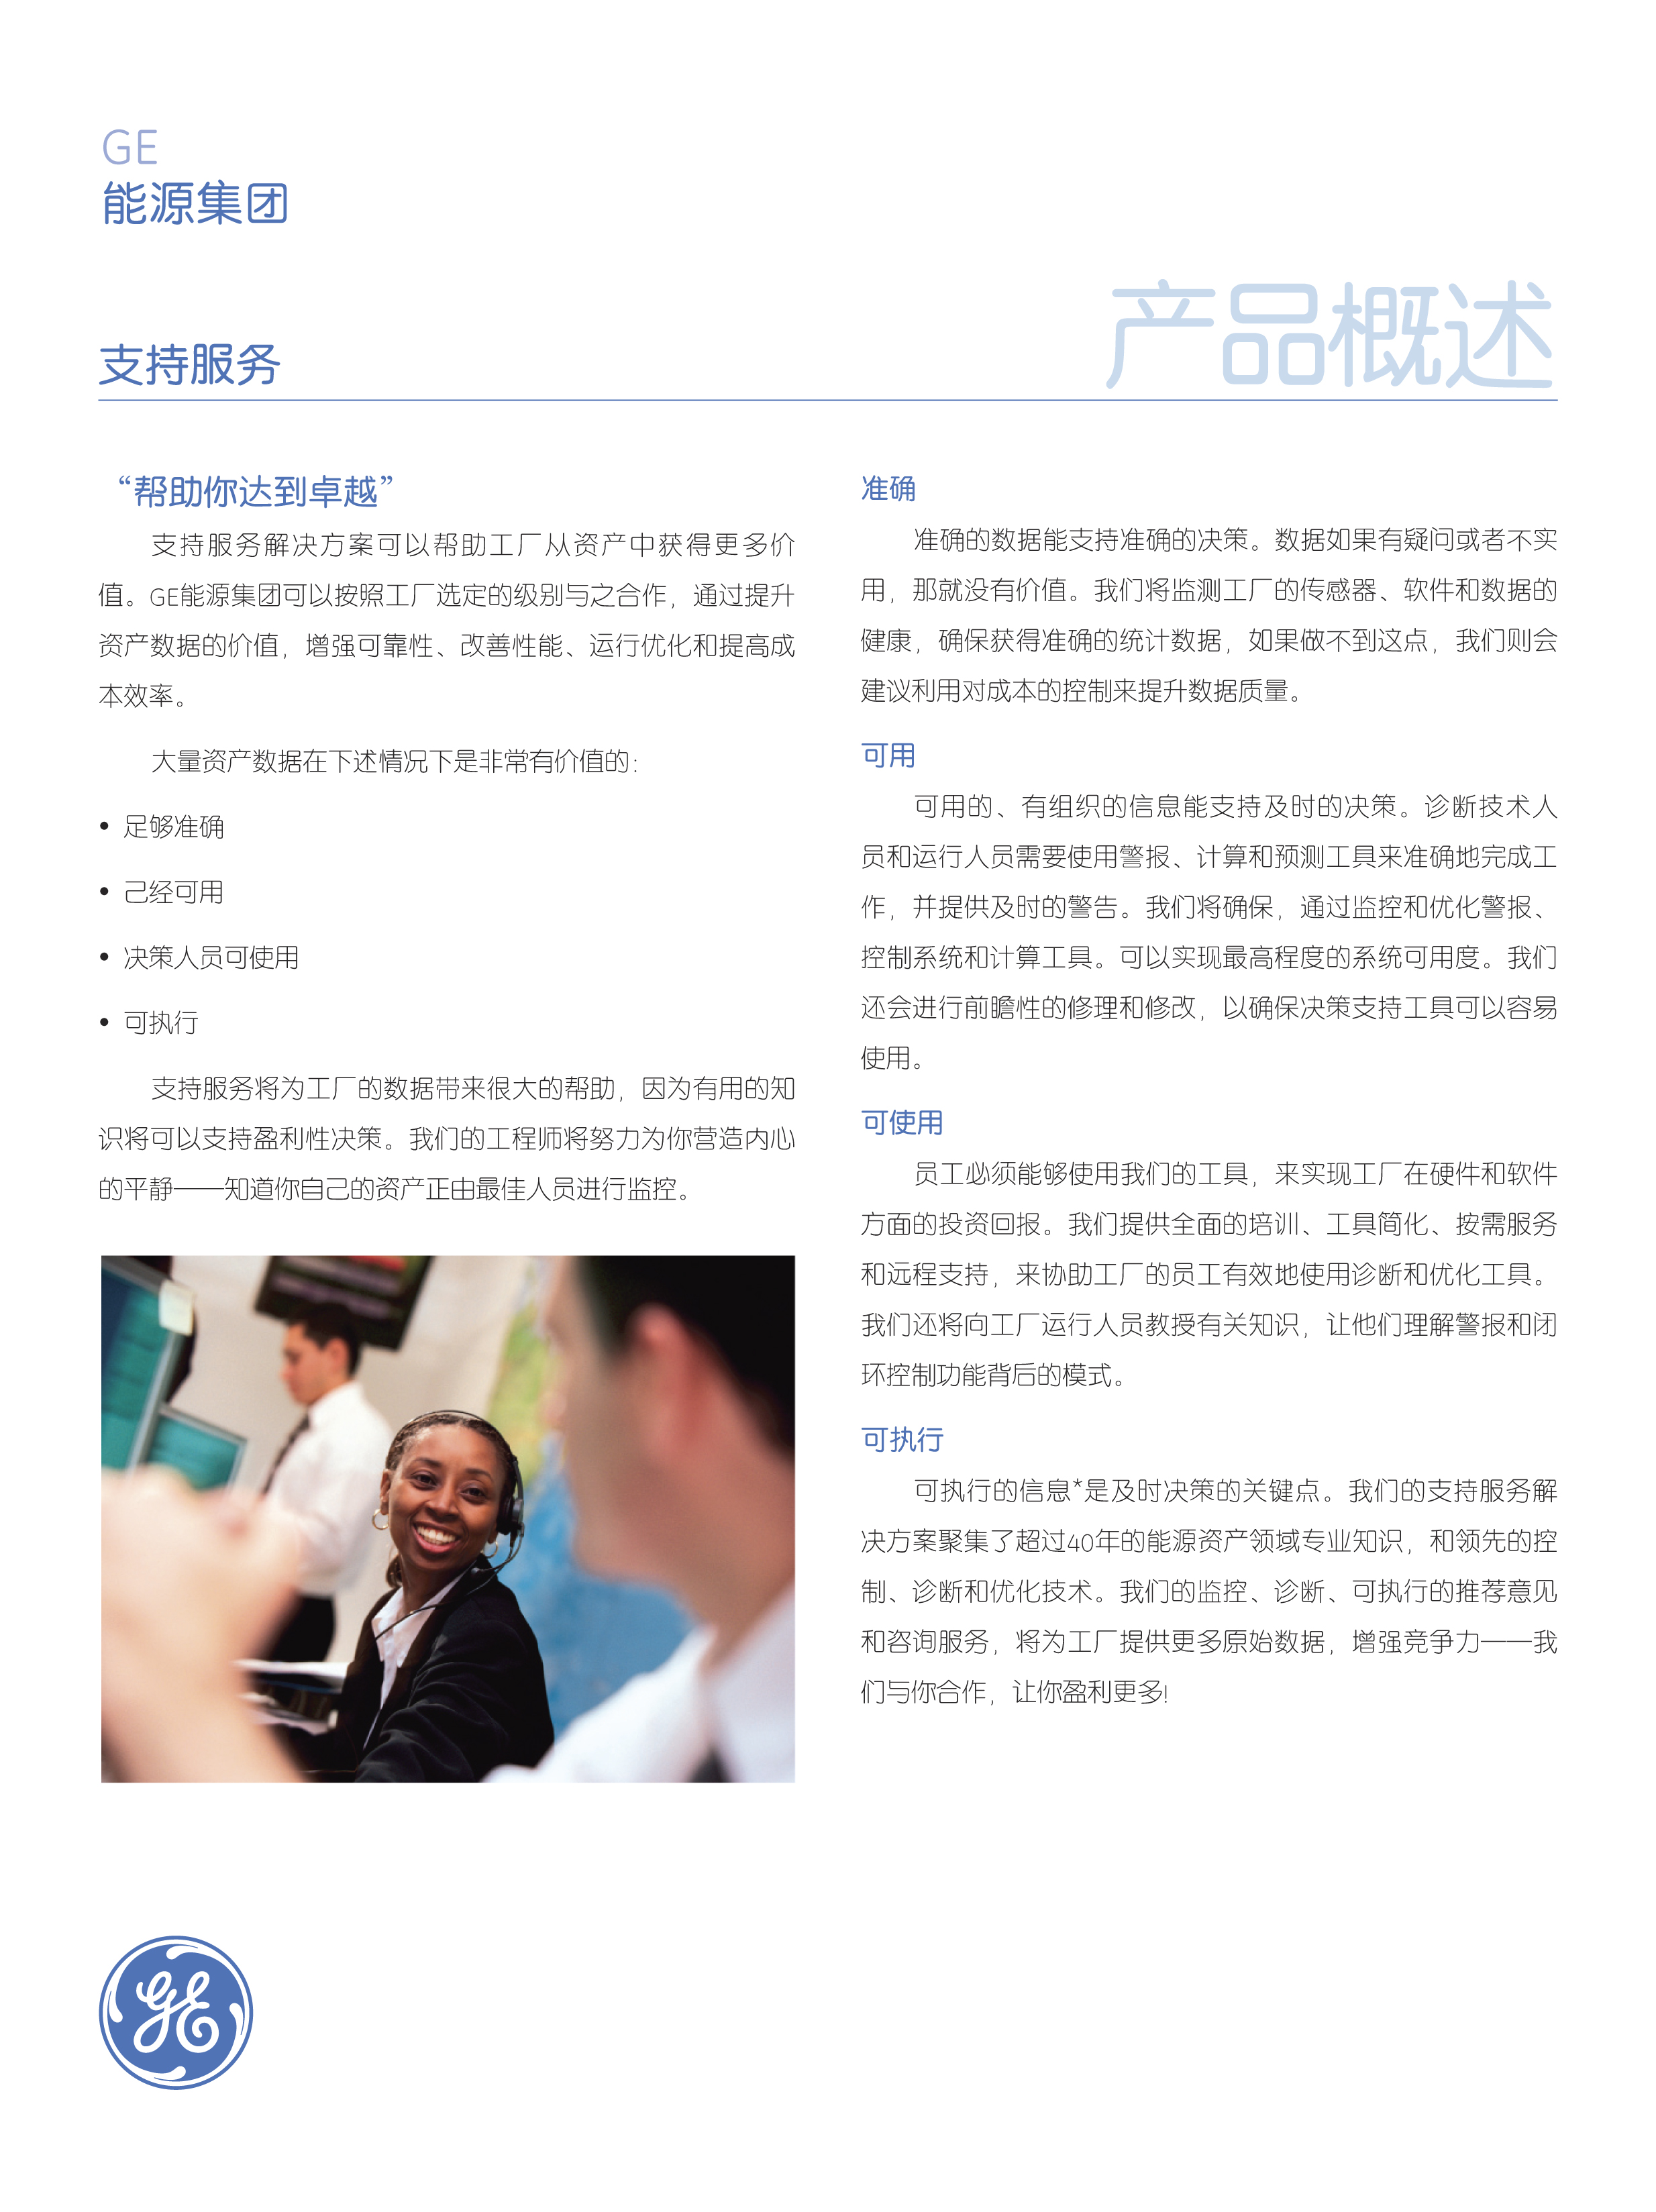 GE
能源集团
产品概述
支持服务
“帮助你达到卓越”
支持服务解决方案可以帮助工厂从资产中获得更多价
值。GE能源集团可以按照工厂选定的级别与之合作，通过提升
资产数据的价值，增强可靠性、改善性能、运行优化和提高成
本效率。
大量资产数据在下述情况下是非常有价值的：
• 足够准确
• 己经可用
• 决策人员可使用
• 可执行
支持服务将为工厂的数据带来很大的帮助，因为有用的知
识将可以支持盈利性决策。我们的工程师将努力为你营造内心
的平静——知道你自己的资产正由最佳人员进行监控。
准确
准确的数据能支持准确的决策。数据如果有疑问或者不实
用，那就没有价值。我们将监测工厂的传感器、软件和数据的
健康，确保获得准确的统计数据，如果做不到这点，我们则会
建议利用对成本的控制来提升数据质量。
可用
可用的、有组织的信息能支持及时的决策。诊断技术人
员和运行人员需要使用警报、计算和预测工具来准确地完成工
作，并提供及时的警告。我们将确保，通过监控和优化警报、
控制系统和计算工具。可以实现最高程度的系统可用度。我们
还会进行前瞻性的修理和修改，以确保决策支持工具可以容易
使用。
可使用
员工必须能够使用我们的工具，来实现工厂在硬件和软件
方面的投资回报。我们提供全面的培训、工具简化、按需服务
和远程支持，来协助工厂的员工有效地使用诊断和优化工具。
我们还将向工厂运行人员教授有关知识，让他们理解警报和闭
环控制功能背后的模式。
可执行
可执行的信息*是及时决策的关键点。我们的支持服务解
决方案聚集了超过40年的能源资产领域专业知识，和领先的控
制、诊断和优化技术。我们的监控、诊断、可执行的推荐意见
和咨询服务，将为工厂提供更多原始数据，增强竞争力——我
们与你合作，让你盈利更多!
GE